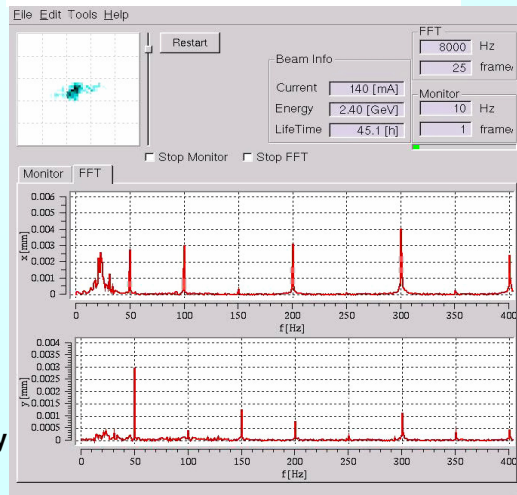 File Edit Tools Help
Restart
Beam Info
Current 140 [mA]
Energy 2.40 [GeV]
LifeTime 45.1 [h]
FFT
8000 Hz
25 frame/
Monitor
10 Hz
1 frame/
Stop Monitor Stop FFT
Monitor FFT
0.006
0.005
0.004
0.003
0.002
0.001
0
x [mm]
0 50 100 150 200 250 300 350 400
f [Hz]
0.004
0.0035
0.003
0.0025
0.002
0.0015
0.001
0.0005
0
y [mm]
0 50 100 150 200 250 300 350 400
f [Hz]
y